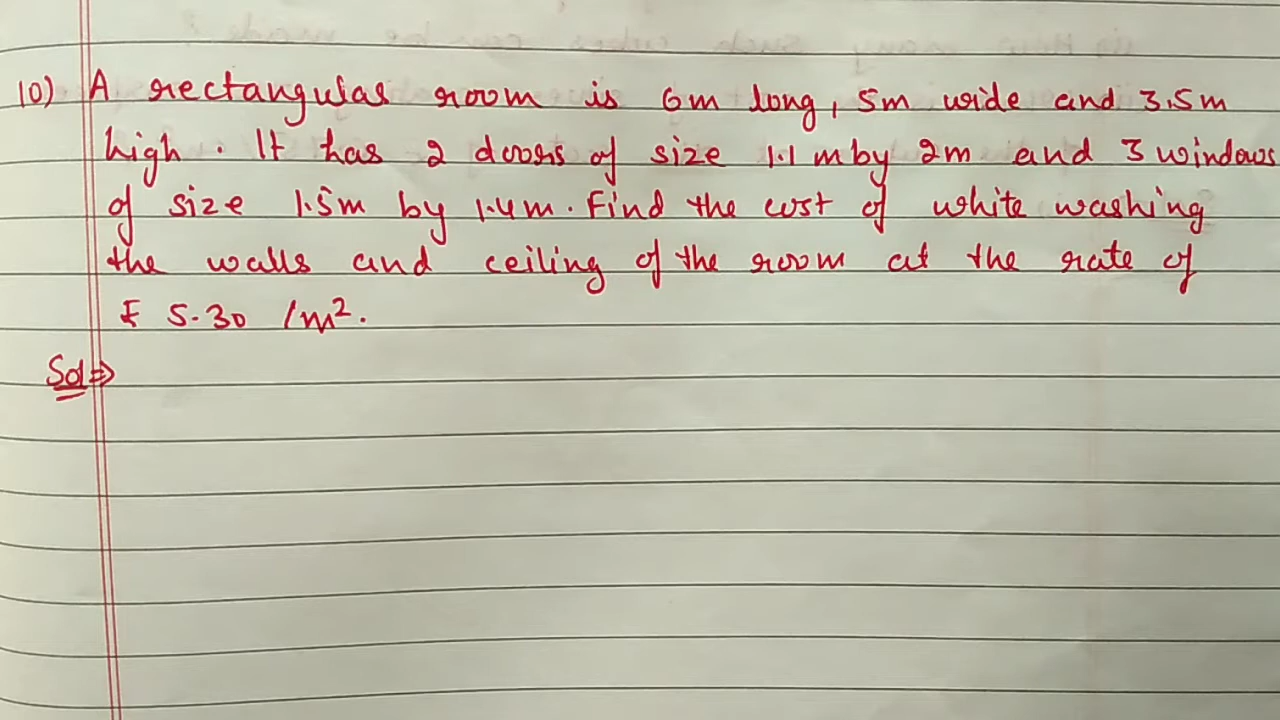 10) A rectangular room is 6m long, 5m wide and 3.5m
high. It has 2 doors of size 1.1 m by 2m and 3 windows
of size 1.5m by 1.4m. Find the cost of white washing
the walls and ceiling of the room at the rate of
₹ 5.30 /m².
Sol⇒